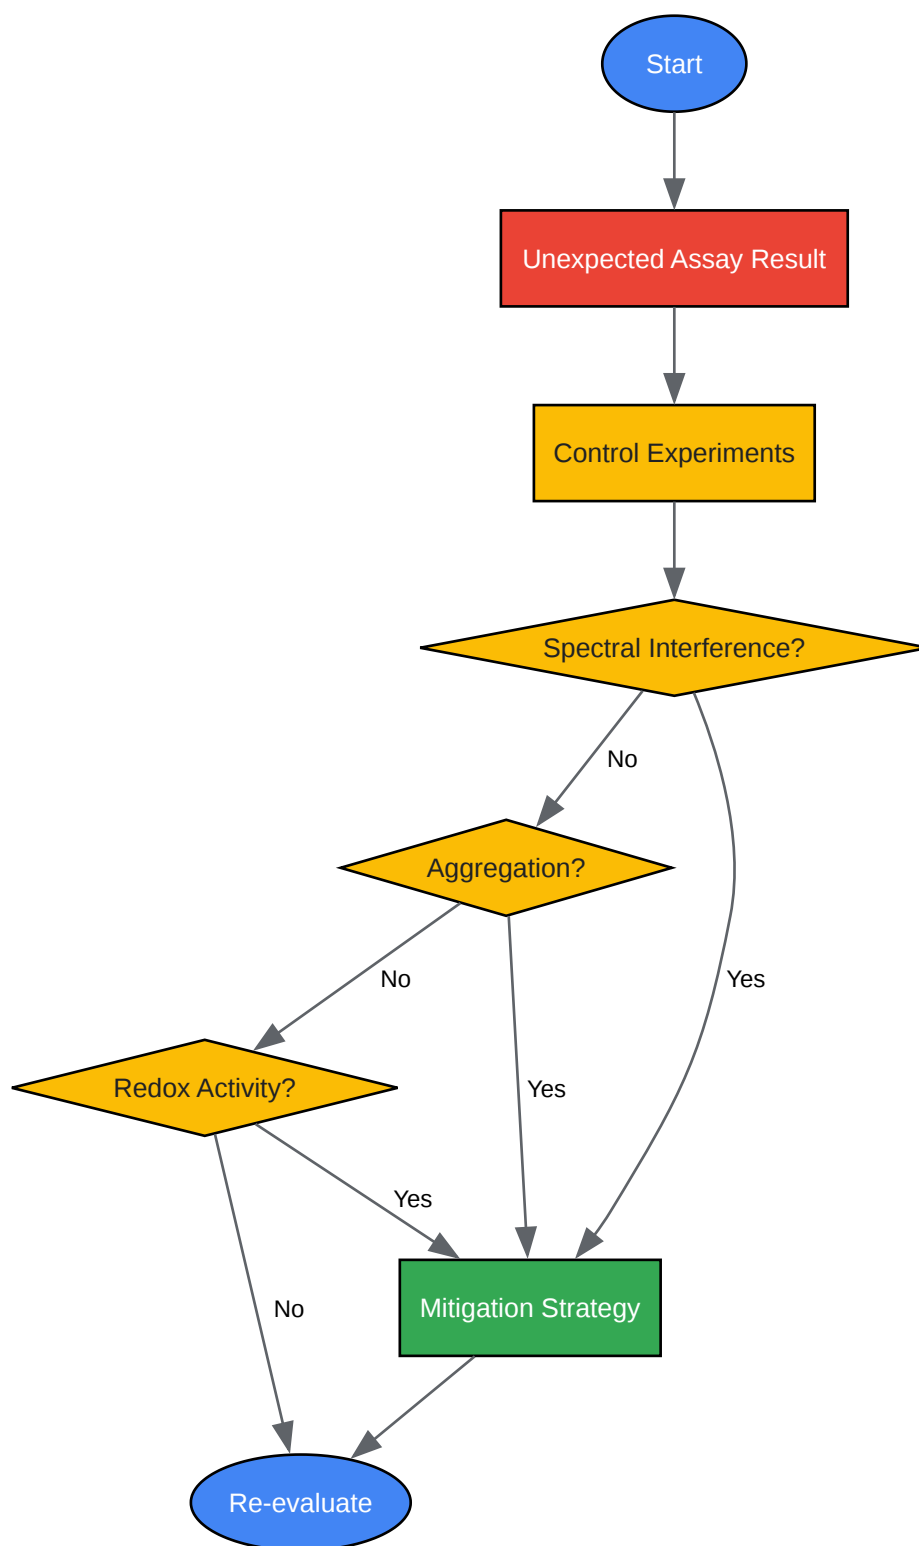 Start
Unexpected Assay Result
Control Experiments
Spectral Interference?
No
Aggregation?
No
Yes
Redox Activity?
Yes
Yes
No
Mitigation Strategy
Re-evaluate